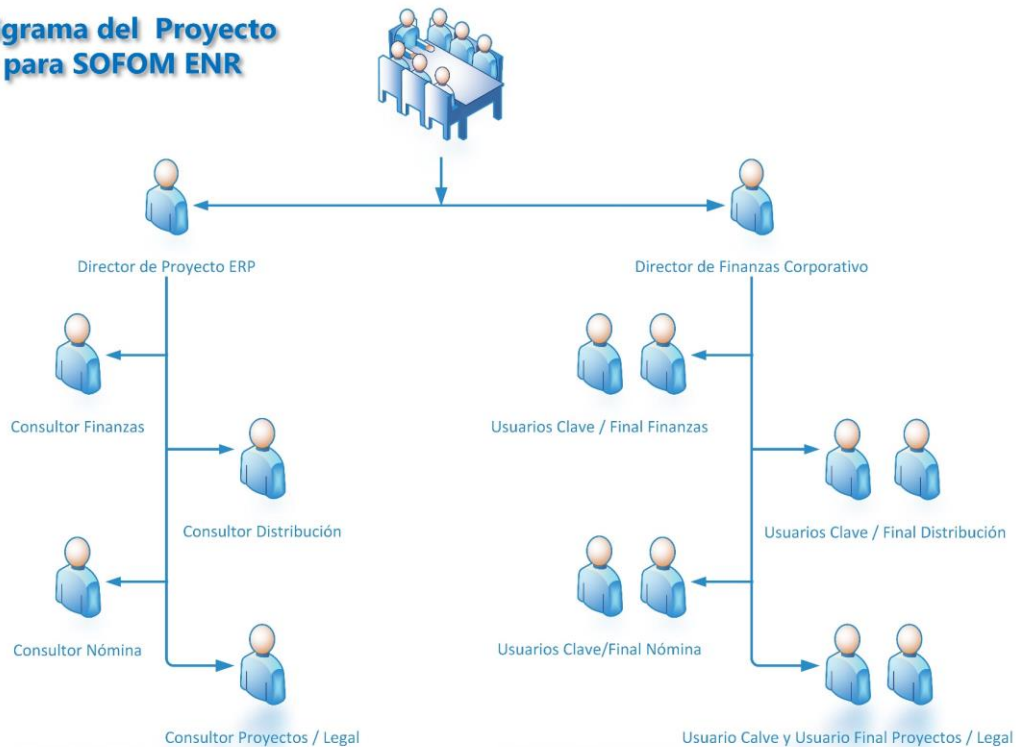 grama del Proyecto
para SOFOM ENR
Director de Proyecto ERP
Director de Finanzas Corporativo
Consultor Finanzas
Usuarios Clave / Final Finanzas
Consultor Distribución
Usuarios Clave / Final Distribución
Consultor Nómina
Usuarios Clave/Final Nómina
Consultor Proyectos / Legal
Usuario Calve y Usuario Final Proyectos / Legal